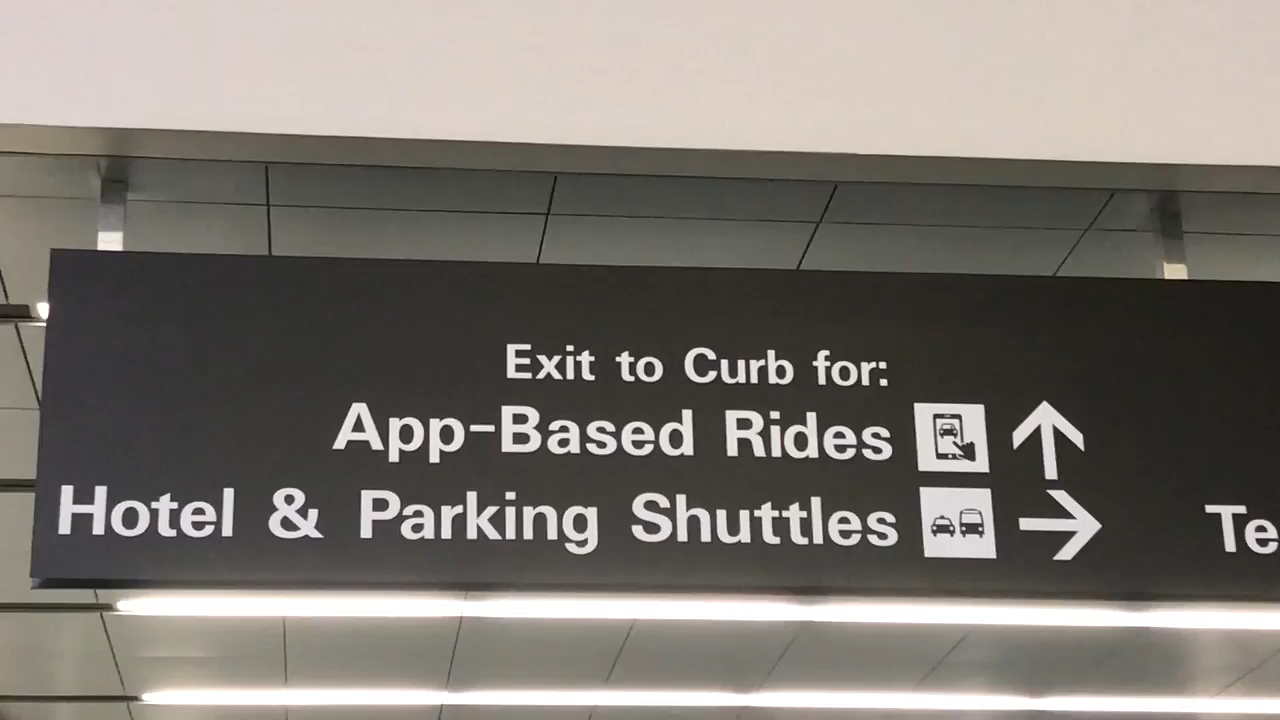 Exit to Curb for:
App-Based Rides
Hotel & Parking Shuttles